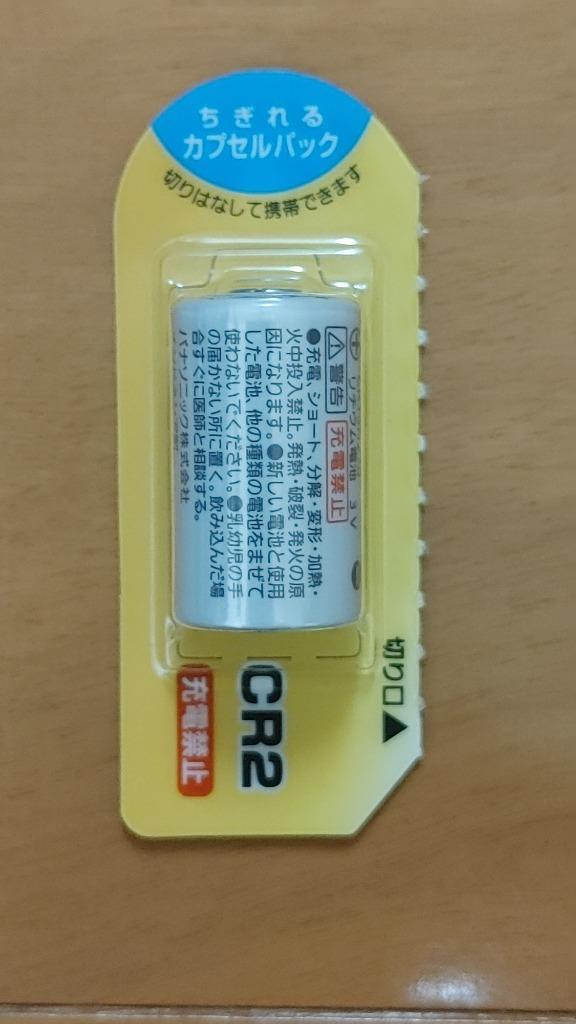 ちぎれる
カプセルパック
切りはなして携帯できます
リチウム電池 3V
警告 充電禁止
●充電、ショート、分解・変形・加熱・
火中投入禁止。発熱・破裂・発火の原
因になります。●新しい電池と使用
した電池、他の種類の電池をまぜて
使わないでください。●乳幼児の手
の届かない所に置く。飲み込んだ場
合すぐに医師と相談する。
パナソニック株式会社
切り口▲
CR2
充電禁止